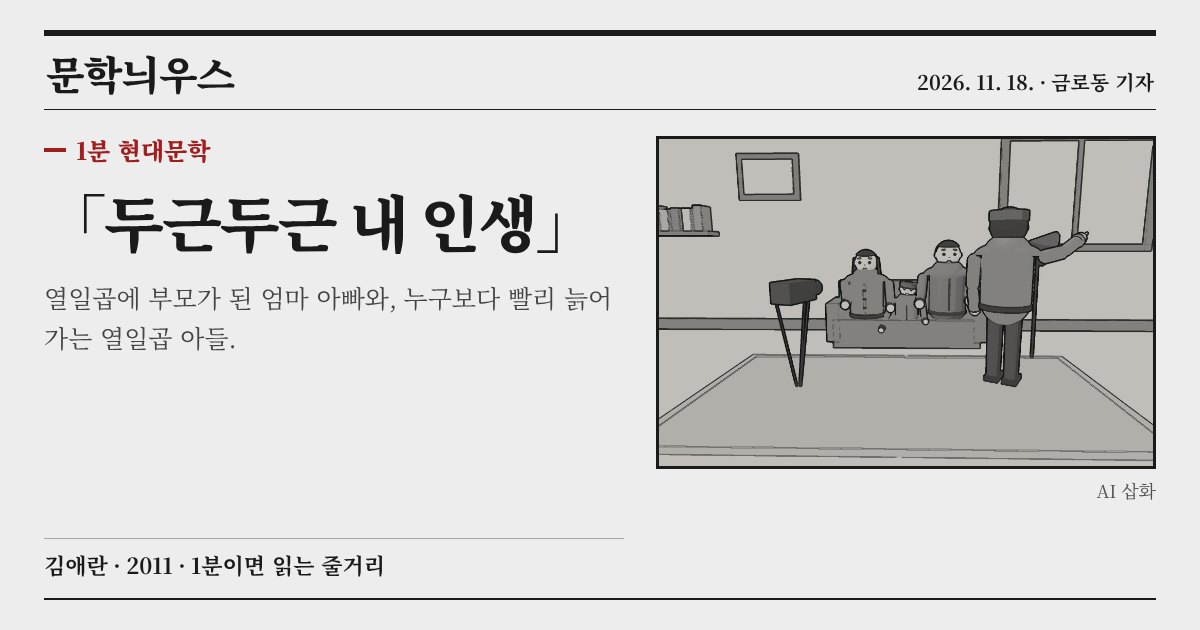 문학늬우스
2026. 11. 18. · 금로동 기자
1분 현대문학
「두근두근 내 인생」
열일곱에 부모가 된 엄마 아빠와, 누구보다 빨리 늙어
가는 열일곱 아들.
AI 삽화
김애란 · 2011 · 1분이면 읽는 줄거리